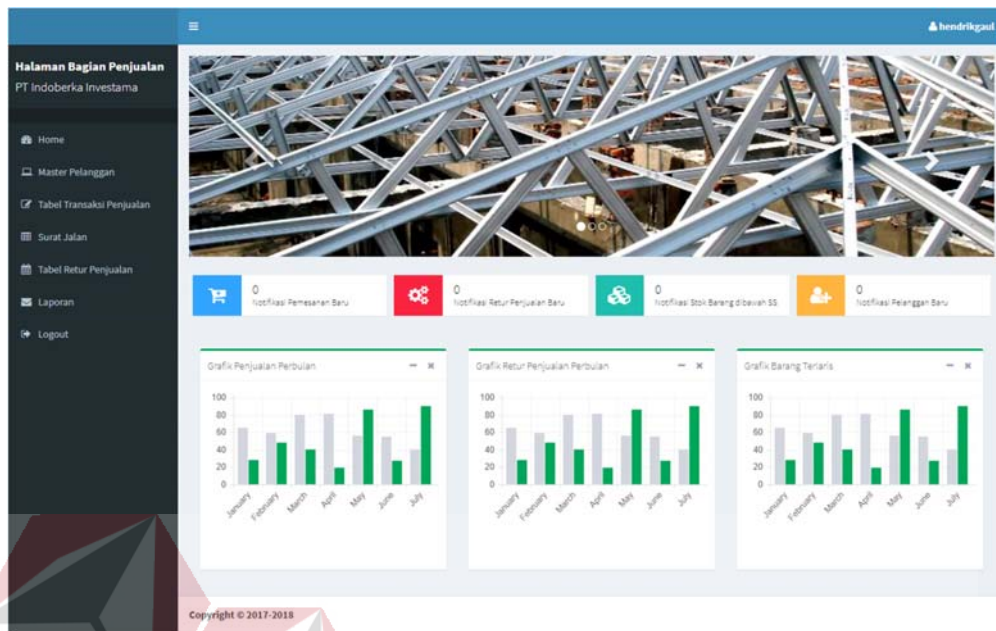 hendrikgaul
Halaman Bagian Penjualan
PT Indoberka Investama
Home
Master Pelanggan
Tabel Transaksi Penjualan
Surat Jalan
Tabel Retur Penjualan
Laporan
Logout
0
Notifikasi Pemesanan Baru
0
Notifikasi Retur Penjualan Baru
0
Notifikasi Stok Barang dibawah SS
0
Notifikasi Pelanggan Baru
Grafik Penjualan Perbulan
100
80
60
40
20
0
January February March April May June July
Grafik Retur Penjualan Perbulan
100
80
60
40
20
0
January February March April May June July
Grafik Barang Terlaris
100
80
60
40
20
0
January February March April May June July
Copyright © 2017-2018